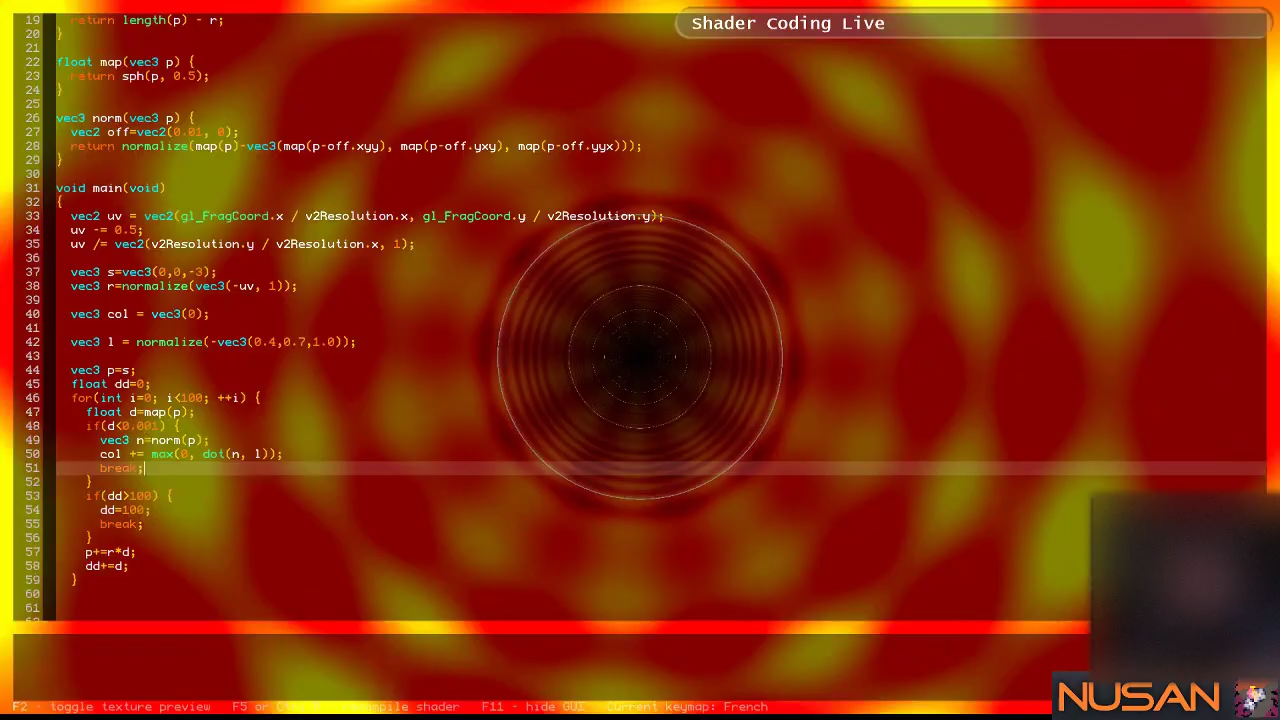 Shader Coding Live
19 return length(p) - r;
20 }
21
22 float map(vec3 p) {
23 return sph(p, 0.5);
24 }
25
26 vec3 norm(vec3 p) {
27 vec2 off=vec2(0.01, 0);
28 return normalize(map(p)-vec3(map(p-off.xyy), map(p-off.yxy), map(p-off.yyx)));
29 }
30
31 void main(void)
32 {
33 vec2 uv = vec2(gl_FragCoord.x / v2Resolution.x, gl_FragCoord.y / v2Resolution.y);
34 uv -= 0.5;
35 uv /= vec2(v2Resolution.y / v2Resolution.x, 1);
36
37 vec3 s=vec3(0,0,-3);
38 vec3 r=normalize(vec3(-uv, 1));
39
40 vec3 col = vec3(0);
41
42 vec3 l = normalize(-vec3(0.4,0.7,1.0));
43
44 vec3 p=s;
45 float dd=0;
46 for(int i=0; i<100; ++i) {
47 float d=map(p);
48 if(d<0.001) {
49 vec3 n=norm(p);
50 col += max(0, dot(n, l));
51 break;
52 }
53 if(dd>100) {
54 dd=100;
55 break;
56 }
57 p+=r*d;
58 dd+=d;
59 }
60
61
F2 - toggle texture preview F5 or shader F11 - hide GUI Current keymap: French
NUSAN